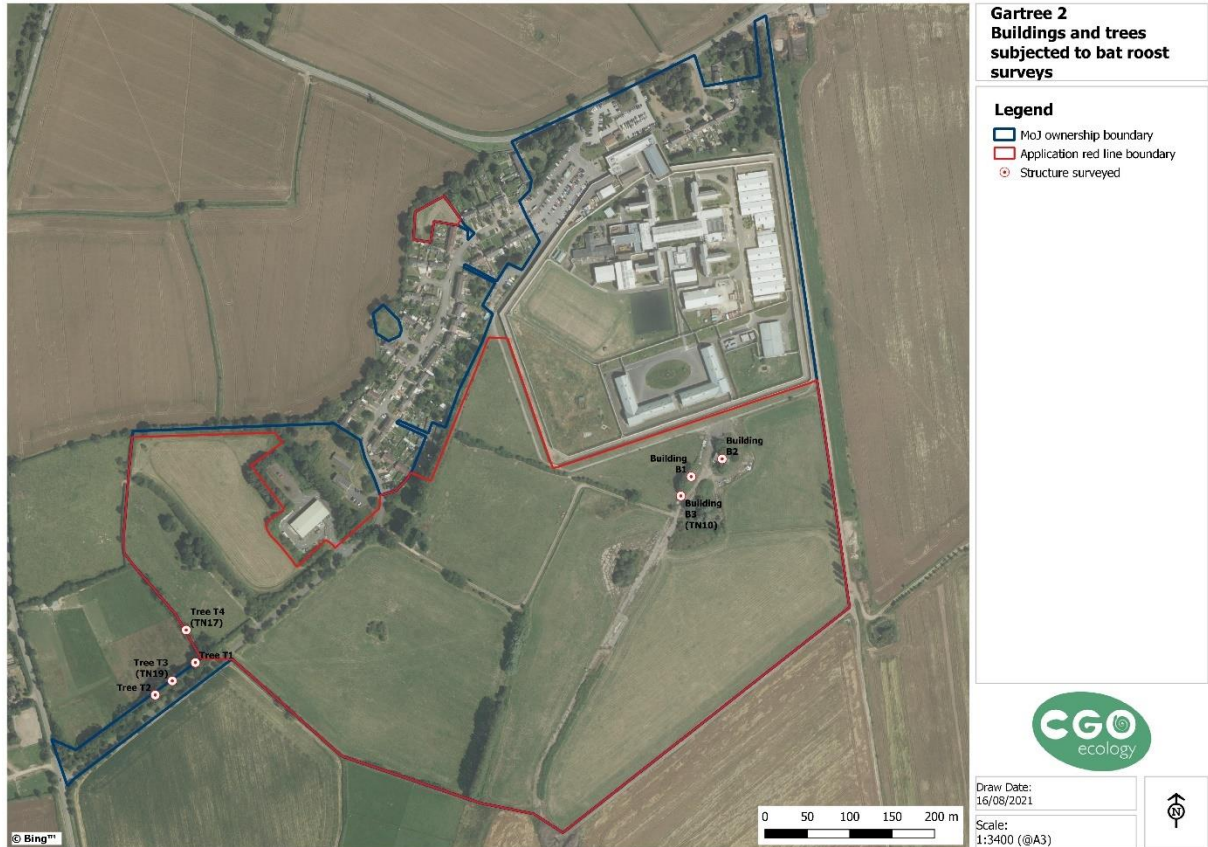 Gartree 2
Buildings and trees
subjected to bat roost
surveys
Legend
MoJ ownership boundary
Application red line boundary
Structure surveyed
Building
B2
Building
B1
Building
B3
(TN10)
Tree T4
(TN17)
Tree T1
Tree T3
(TN19)
Tree T2
0 50 100 150 200 m
© Bing™
CGO
ecology
Draw Date:
16/08/2021
Scale:
1:3400 (@A3)
N